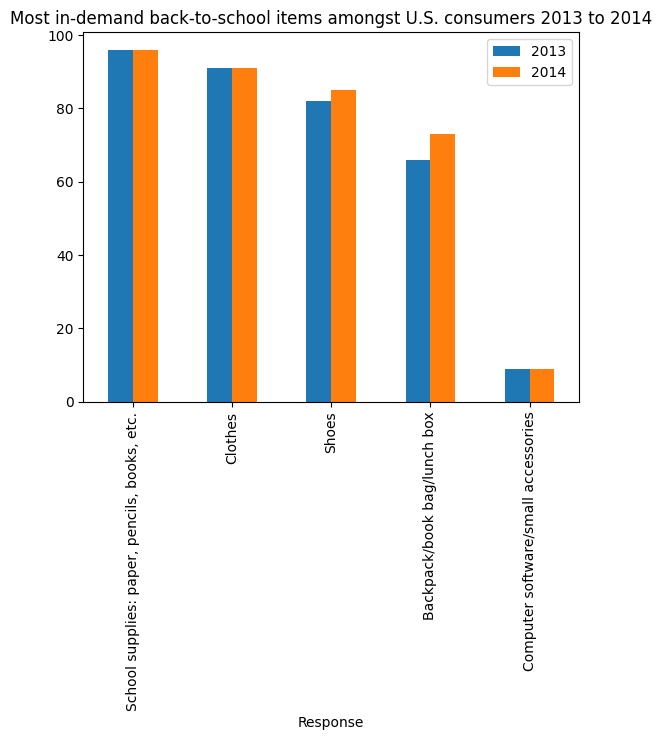 Most in-demand back-to-school items amongst U.S. consumers 2013 to 2014
100
80
60
40
20
0
2013
2014
School supplies: paper, pencils, books, etc.
Clothes
Shoes
Backpack/book bag/lunch box
Computer software/small accessories
Response